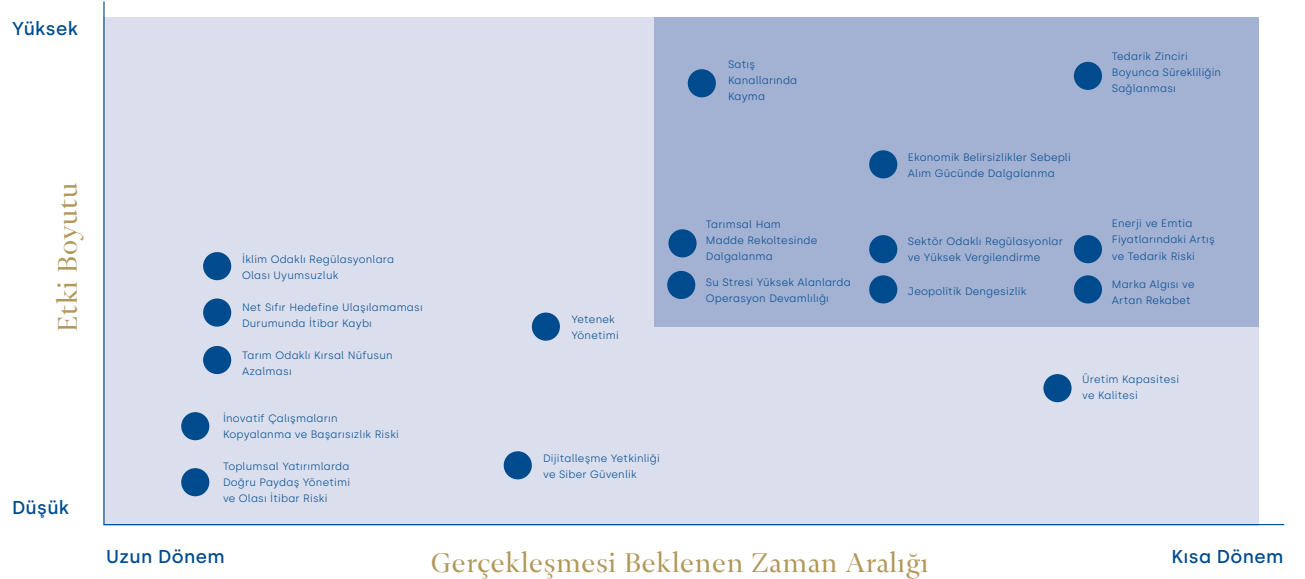 Yüksek
Etki Boyutu
Düşük
Satış
Kanallarında
Kayma
Tedarik Zinciri
Boyunca Sürekliliğin
Sağlanması
Ekonomik Belirsizlikler Sebepli
Alım Gücünde Dalgalanma
Tarımsal Ham
Madde Rekoltesinde
Dalgalanma
Sektör Odaklı Regülasyonlar
ve Yüksek Vergilendirme
Enerji ve Emtia
Fiyatlarındaki Artış
ve Tedarik Riski
Su Stresi Yüksek Alanlarda
Operasyon Devamlılığı
Jeopolitik Dengesizlik
Marka Algısı ve
Artan Rekabet
İklim Odaklı Regülasyonlara
Olası Uyumsuzluk
Net Sıfır Hedefine Ulaşılamaması
Durumunda İtibar Kaybı
Tarım Odaklı Kırsal Nüfusun
Azalması
Yetenek
Yönetimi
Üretim Kapasitesi
ve Kalitesi
İnovatif Çalışmaların
Kopyalanma ve Başarısızlık Riski
Toplumsal Yatırımlarda
Doğru Paydaş Yönetimi
ve Olası İtibar Riski
Dijitalleşme Yetkinliği
ve Siber Güvenlik
Uzun Dönem
Gerçekleşmesi Beklenen Zaman Aralığı
Kısa Dönem